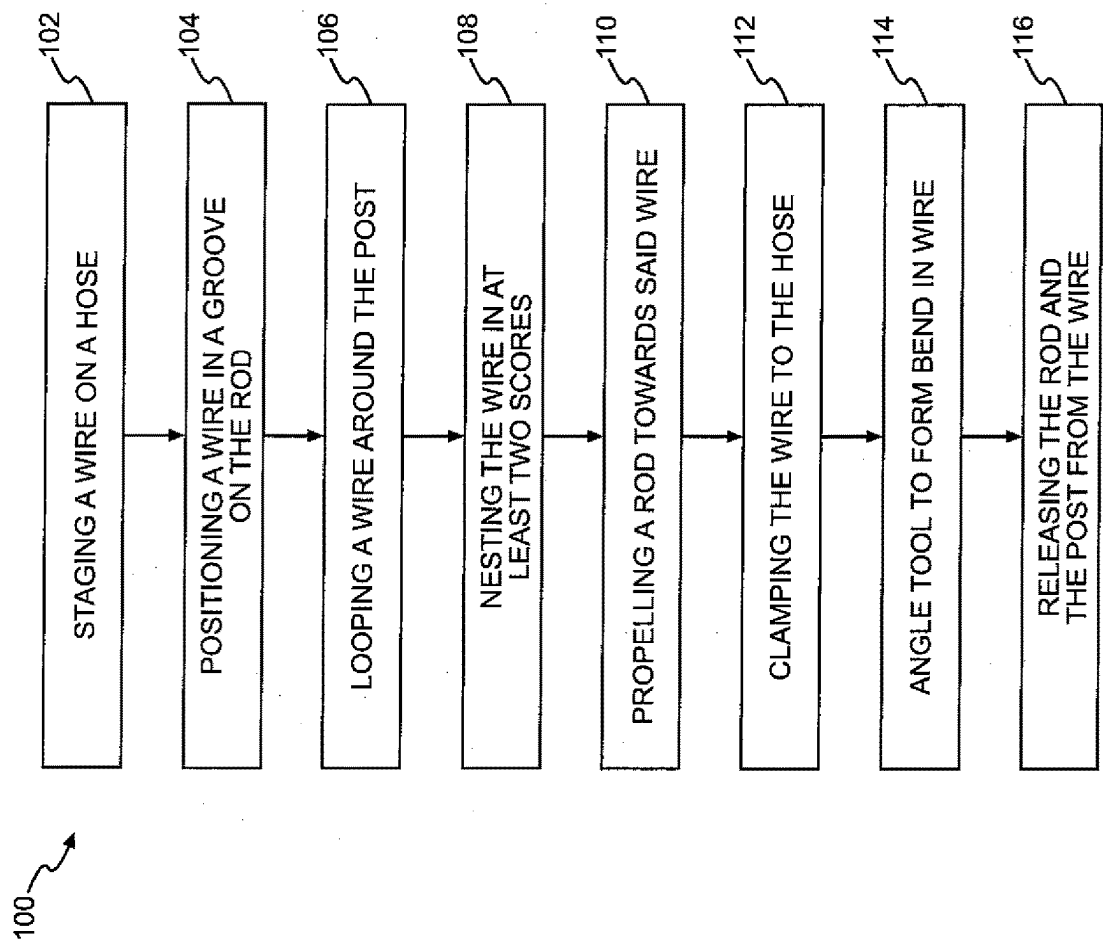 100
STAGING A WIRE ON A HOSE
102
POSITIONING A WIRE IN A GROOVE
ON THE ROD
104
LOOPING A WIRE AROUND THE POST
106
NESTING THE WIRE IN AT
LEAST TWO SCORES
108
PROPELLING A ROD TOWARDS SAID WIRE
110
CLAMPING THE WIRE TO THE HOSE
112
ANGLE TOOL TO FORM BEND IN WIRE
114
RELEASING THE ROD AND
THE POST FROM THE WIRE
116